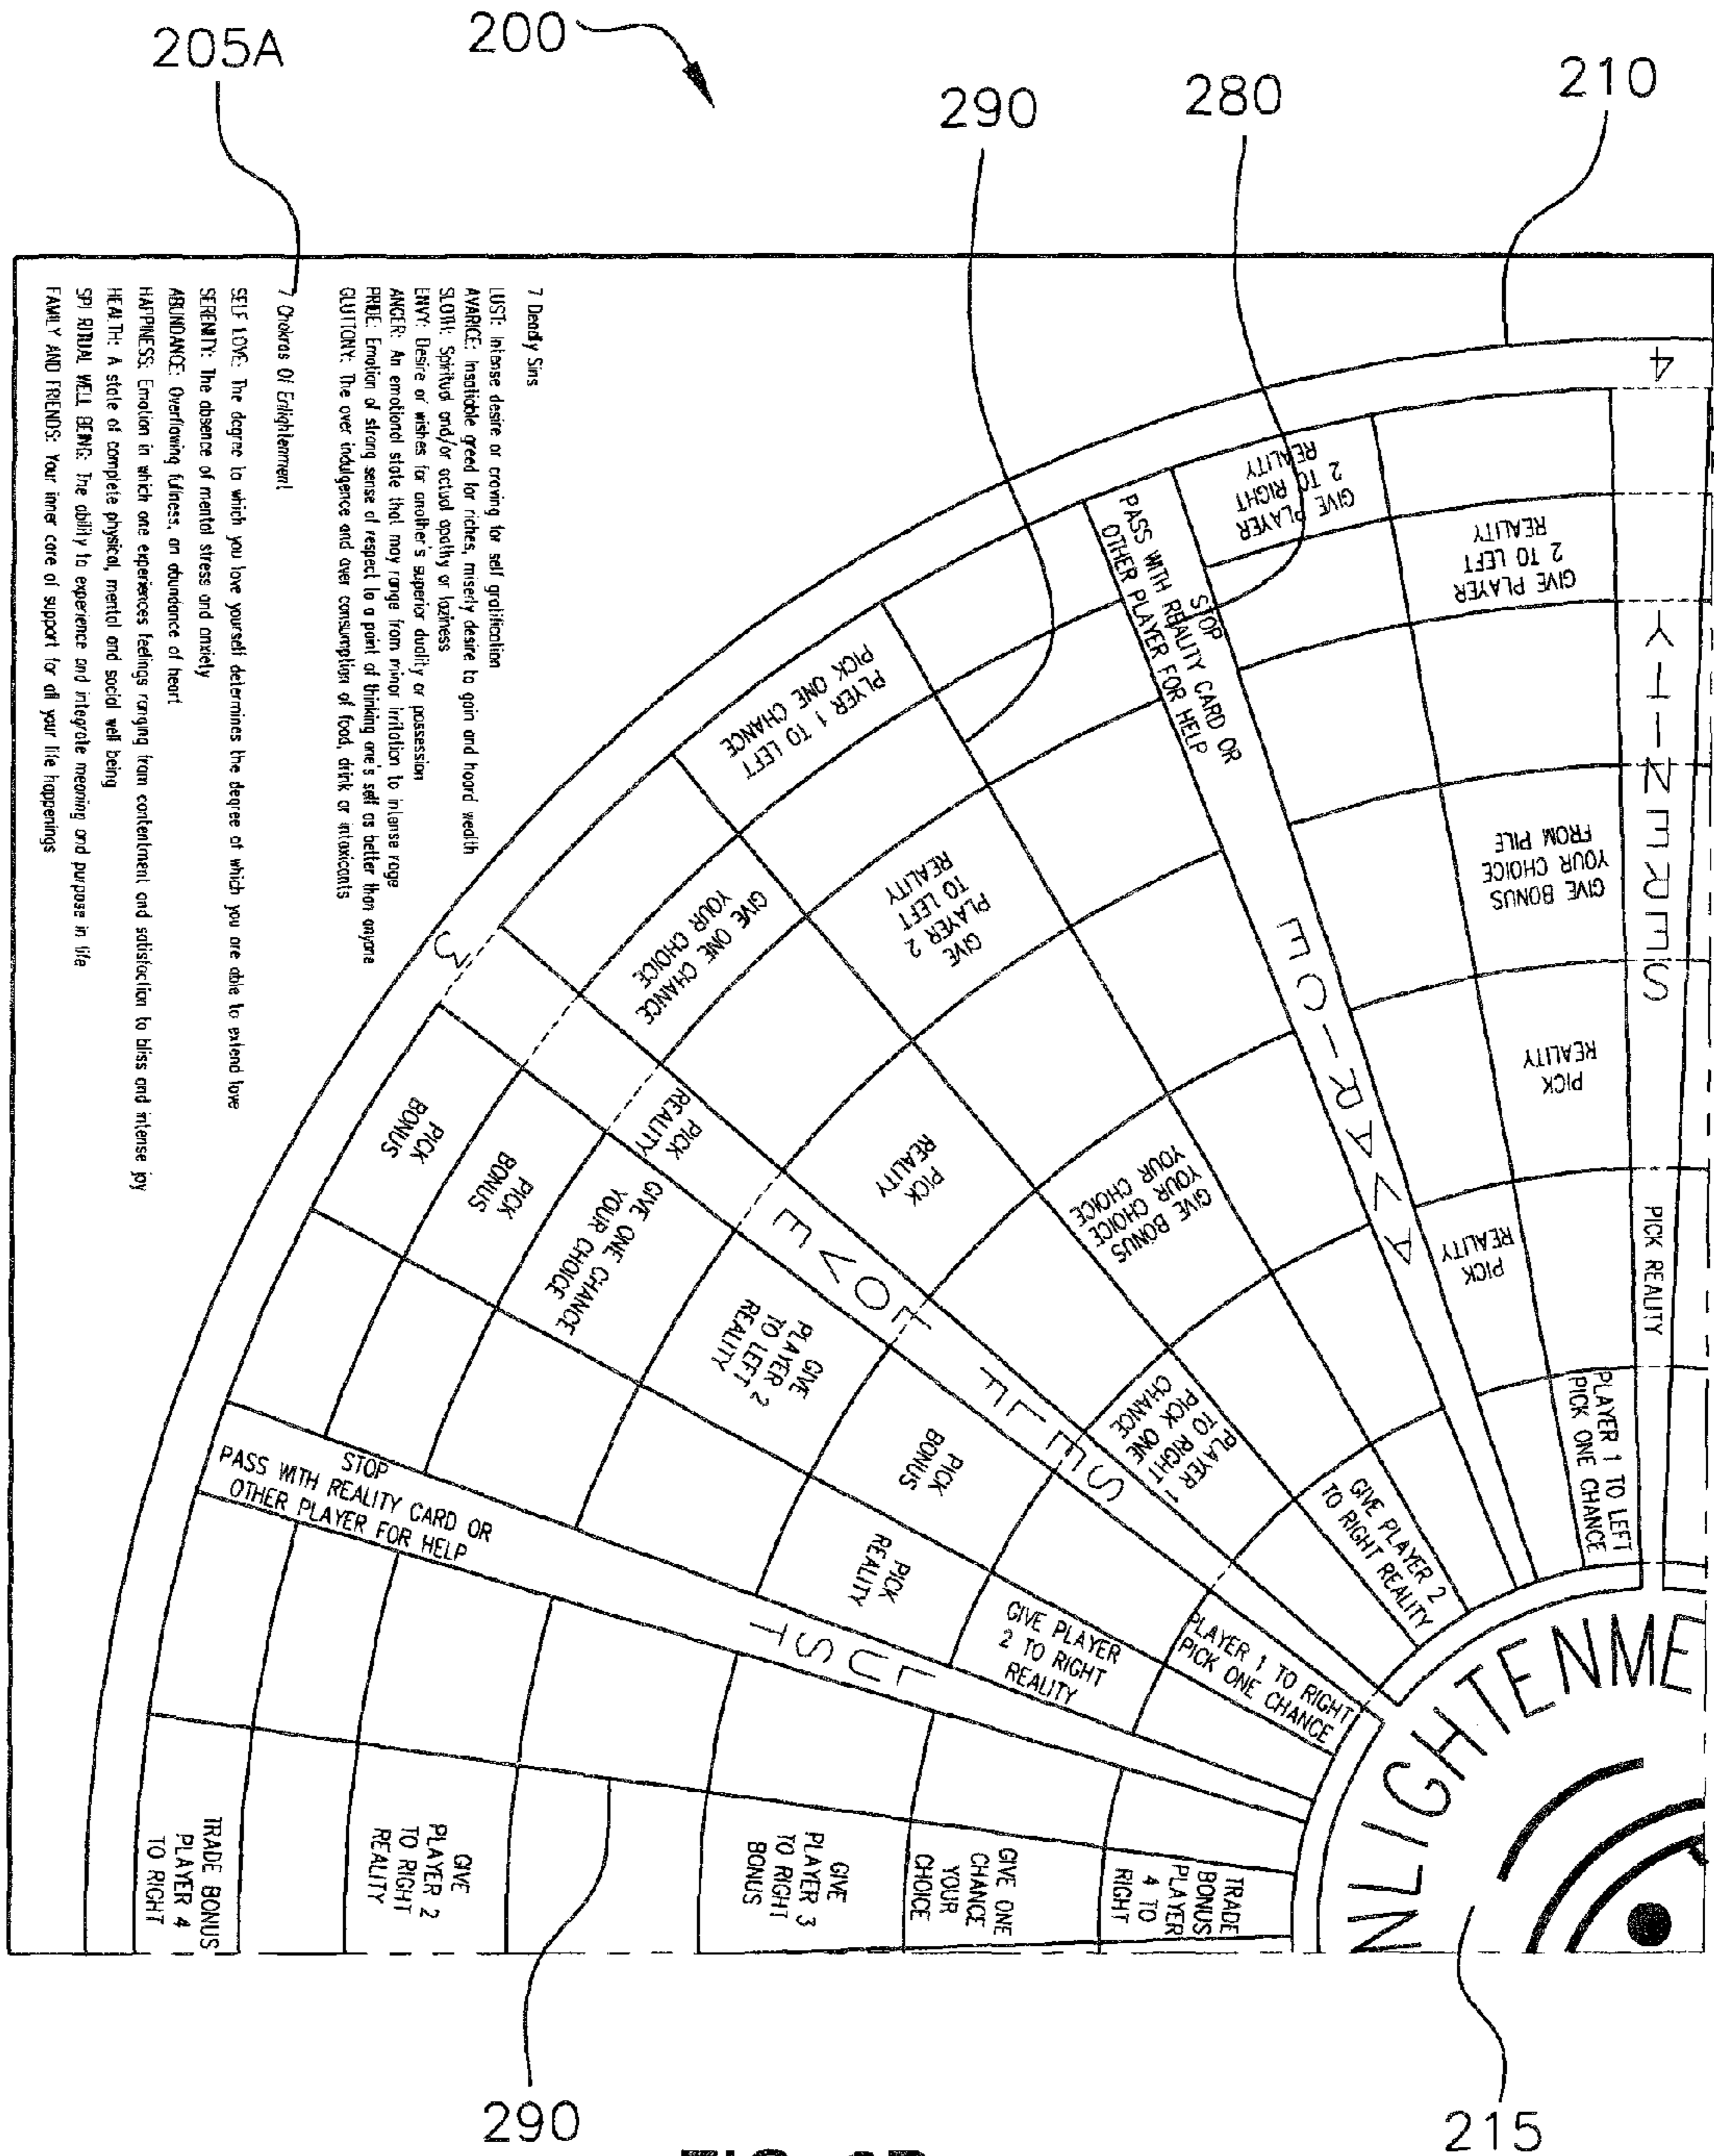 205A
200
290
280
210
7 Deadly Sins
LUST: Intense desire or craving for self gratification
AVARICE: Insatiable greed for riches, miserly desire to gain and hoard wealth
SLOTH: Spiritual and/or actual apathy or laziness
ENVY: Desire or wishes for another's superior quality or possession
ANGER: An emotional state that may range from minor irritation to intense rage
PRIDE: Emotion of strong sense of respect to a point of thinking one's self as better than anyone
GLUTTONY: The over indulgence and over consumption of food, drink or intoxicants
7 Chakras Of Enlightenment
SELF LOVE: The degree to which you love yourself determines the degree at which you are able to extend love
SERENITY: The absence of mental stress and anxiety
ABUNDANCE: Overflowing fullness, an abundance of heart
HAPPINESS: Emotion in which one experiences feelings ranging from contentment and satisfaction to bliss and intense joy
HEALTH: A state of complete physical, mental and social well being
SPI RITUAL WELL BEING: The ability to experience and integrate meaning and purpose in life
FAMILY AND FRIENDS: Your inner core of support for all your life happenings
4
SERENITY
PICK REALITY
GIVE PLAYER
2 TO LEFT
REALITY
GIVE BONUS
YOUR CHOICE
FROM PILE
PICK
REALITY
PICK
REALITY
PLAYER 1 TO LEFT
PICK ONE CHANCE
GIVE PLAYER
2 TO RIGHT
REALITY
STOP
PASS WITH REALITY CARD OR
OTHER PLAYER FOR HELP
AVARICE
PLYER 1 TO LEFT
PICK ONE CHANCE
GIVE
PLAYER 2
TO LEFT
REALITY
GIVE ONE CHANCE
YOUR CHOICE
PICK
REALITY
GIVE BONUS
YOUR CHOICE
YOUR CHOICE
PLAYER 1
TO RIGHT
PICK ONE
CHANCE
GIVE PLAYER 2
TO RIGHT REALITY
3
PICK
REALITY
SELF LOVE
PICK
BONUS
PICK
BONUS
GIVE ONE CHANCE
YOUR CHOICE
GIVE
PLAYER 2
TO LEFT
REALITY
PICK
BONUS
PICK
REALITY
GIVE PLAYER
2 TO RIGHT
REALITY
PLAYER 1 TO RIGHT
PICK ONE CHANCE
STOP
PASS WITH REALITY CARD OR
OTHER PLAYER FOR HELP
LUST
TRADE BONUS
PLAYER 4
TO RIGHT
GIVE
PLAYER 2
TO RIGHT
REALITY
GIVE
PLAYER 3
TO RIGHT
BONUS
GIVE ONE
CHANCE
YOUR
CHOICE
TRADE
BONUS
PLAYER
4 TO
RIGHT
NLIGHTENME
290
215